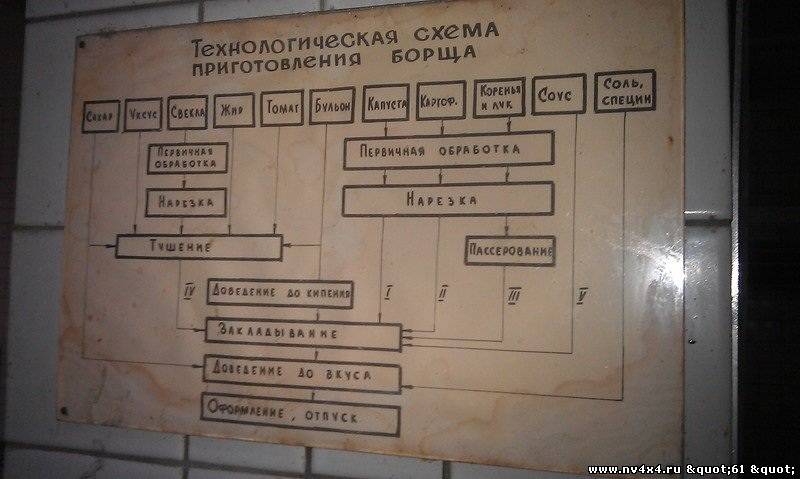 Технологическая схема
приготовления борща
Сахар
Уксус
Свекла
Жир
Томат
Бульон
Капуста
Картоф.
Коренья
и лук
Соус
Соль,
специи
Первичная
обработка
Первичная обработка
Нарезка
Нарезка
Тушение
Пассерование
IV
Доведение до кипения
I
II
III
V
Закладывание
Доведение до вкуса
Оформление, отпуск
www.nv4x4.ru &quot;61 &quot;